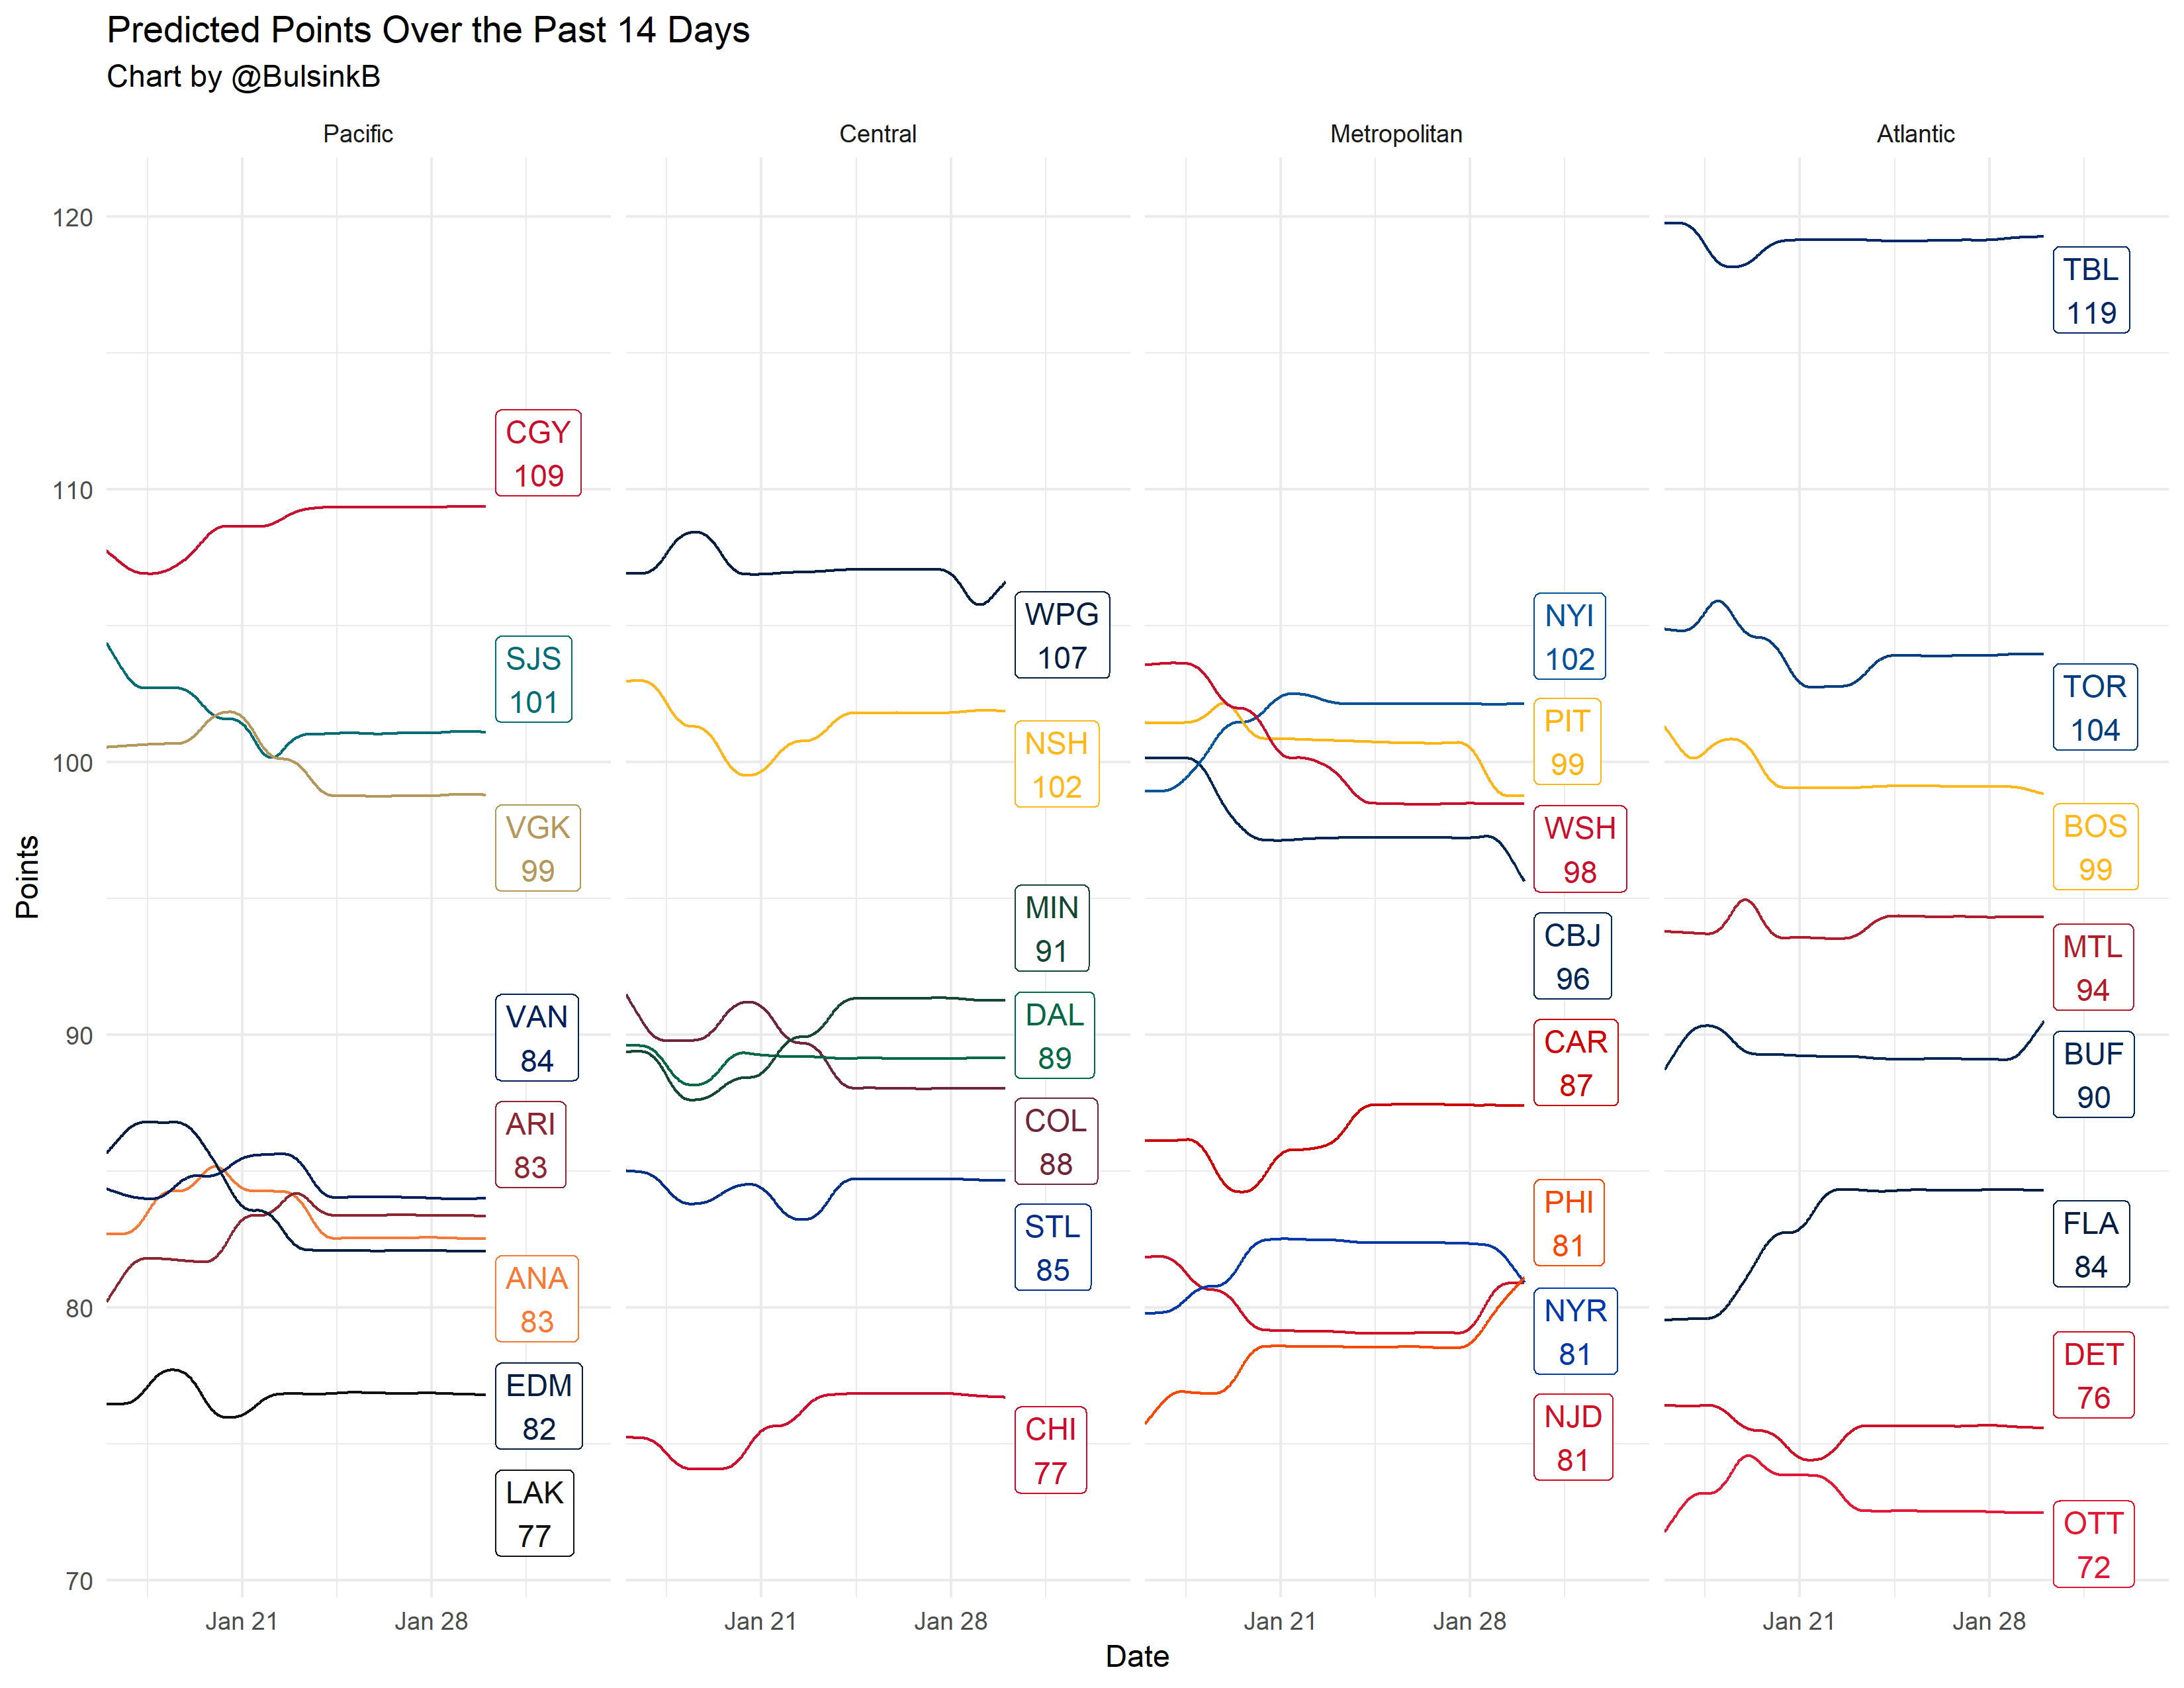 Predicted Points Over the Past 14 Days
Chart by @BulsinkB
Pacific
Central
Metropolitan
Atlantic
Points
120
110
100
90
80
70
CGY
109
SJS
101
VGK
99
VAN
84
ARI
83
ANA
83
EDM
82
LAK
77
WPG
107
NSH
102
MIN
91
DAL
89
COL
88
STL
85
CHI
77
NYI
102
PIT
99
WSH
98
CBJ
96
CAR
87
PHI
81
NYR
81
NJD
81
TBL
119
TOR
104
BOS
99
MTL
94
BUF
90
FLA
84
DET
76
OTT
72
Jan 21
Jan 28
Jan 21
Jan 28
Jan 21
Jan 28
Jan 21
Jan 28
Date